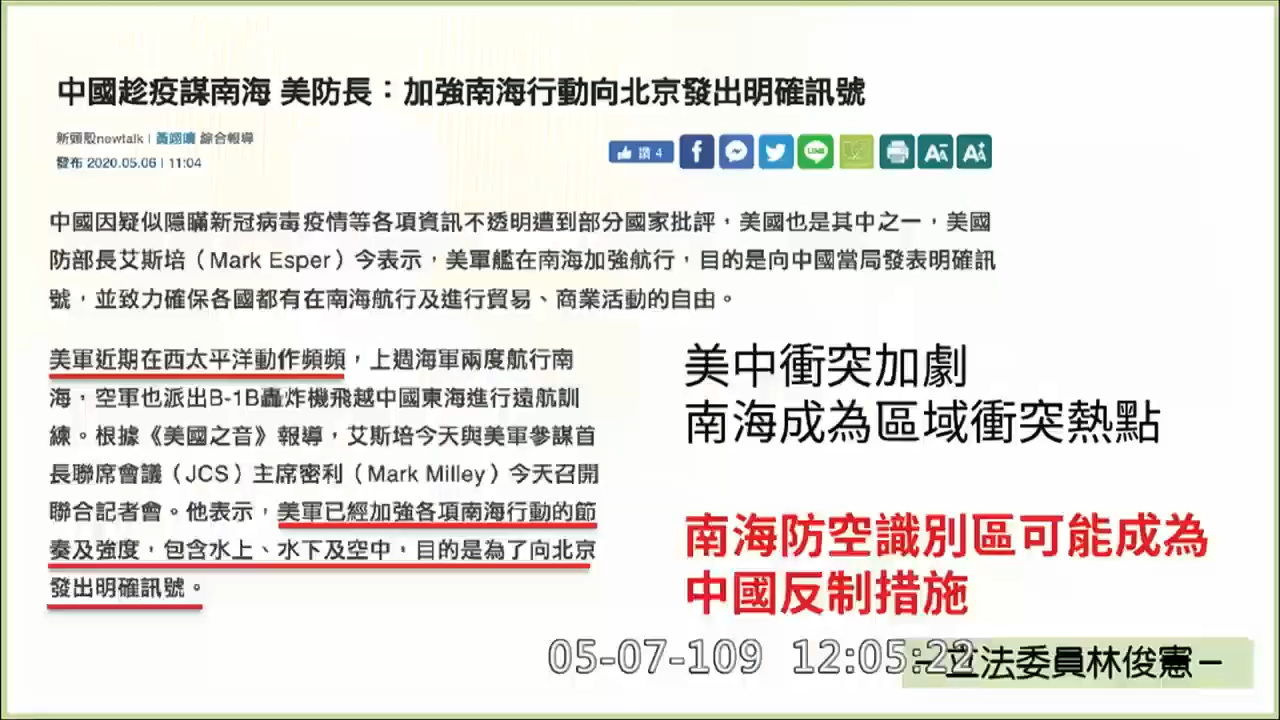 中國趁疫謀南海 美防長：加強南海行動向北京發出明確訊號
新頭殼newtalk | 黃翊晴 綜合報導
發布 2020.05.06 | 11:04
讚 4
LINE
中國因疑似隱瞞新冠病毒疫情等各項資訊不透明遭到部分國家批評，美國也是其中之一，美國
防部長艾斯培（Mark Esper）今表示，美軍艦在南海加強航行，目的是向中國當局發表明確訊
號，並致力確保各國都有在南海航行及進行貿易、商業活動的自由。
美軍近期在西太平洋動作頻頻，上週海軍兩度航行南
海，空軍也派出B-1B轟炸機飛越中國東海進行遠航訓
練。根據《美國之音》報導，艾斯培今天與美軍參謀首
長聯席會議（JCS）主席密利（Mark Milley）今天召開
聯合記者會。他表示，美軍已經加強各項南海行動的節
奏及強度，包含水上、水下及空中，目的是為了向北京
發出明確訊號。
美中衝突加劇
南海成為區域衝突熱點
南海防空識別區可能成為
中國反制措施
05-07-109 12:05:22
－立法委員林俊憲－